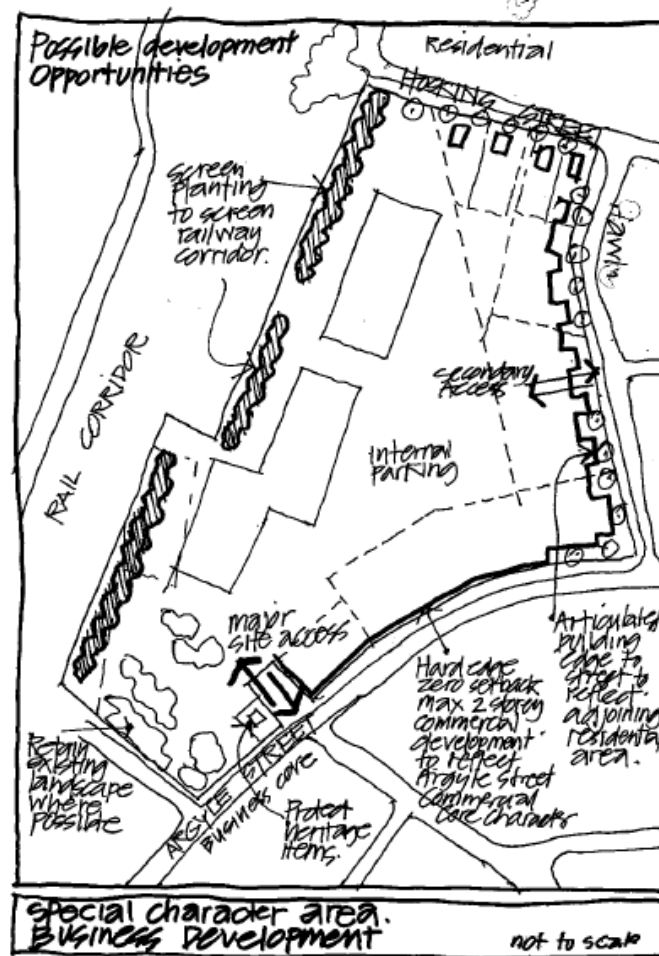 Possible development
Opportunities
Residential
HOSKING STREET
Screen
Planting
to screen
railway
corridor.
RAIL CORRIDOR
secondary
Access
Internal
Parking
major
site access
Articulated
building
edge to
street to
reflect
adjoining
residental
area.
Hard edge
zero setback
max 2 storey
commercial
development
to reflect
Argyle Street
Commercial
Core character
Retain
existing
landscape
where
possible
ARGYLE STREET
Business core
Protect
heritage
items.
special character area.
BUSINESS DEVELOPMENT
not to scale